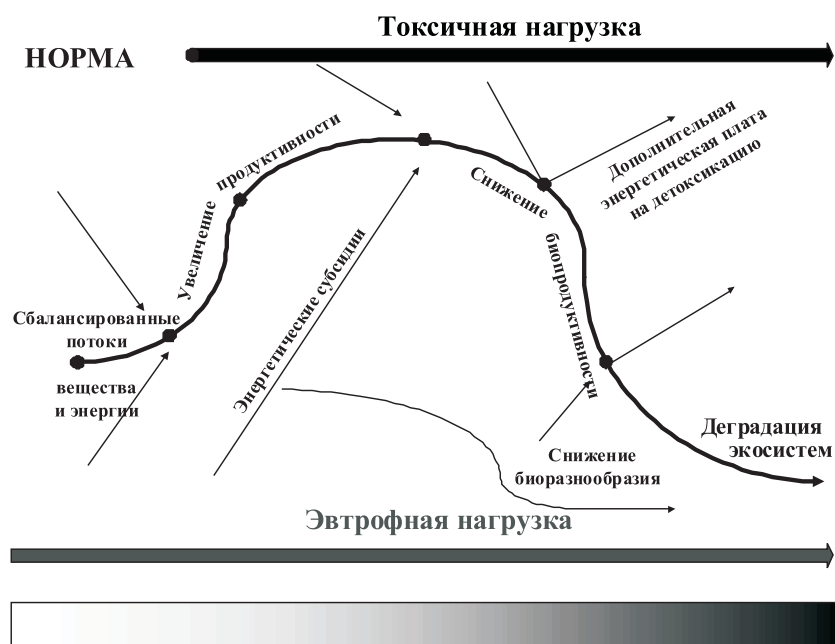 Токсичная нагрузка
НОРМА
Увеличение
продуктивности
Снижение
биопродуктивности
Дополнительная
энергетическая плата
на детоксикацию
Сбалансированные
потоки
вещества
и энергии
Энергетические субсидии
Снижение
биоразнообразия
Деградация
экосистем
Эвтрофная нагрузка